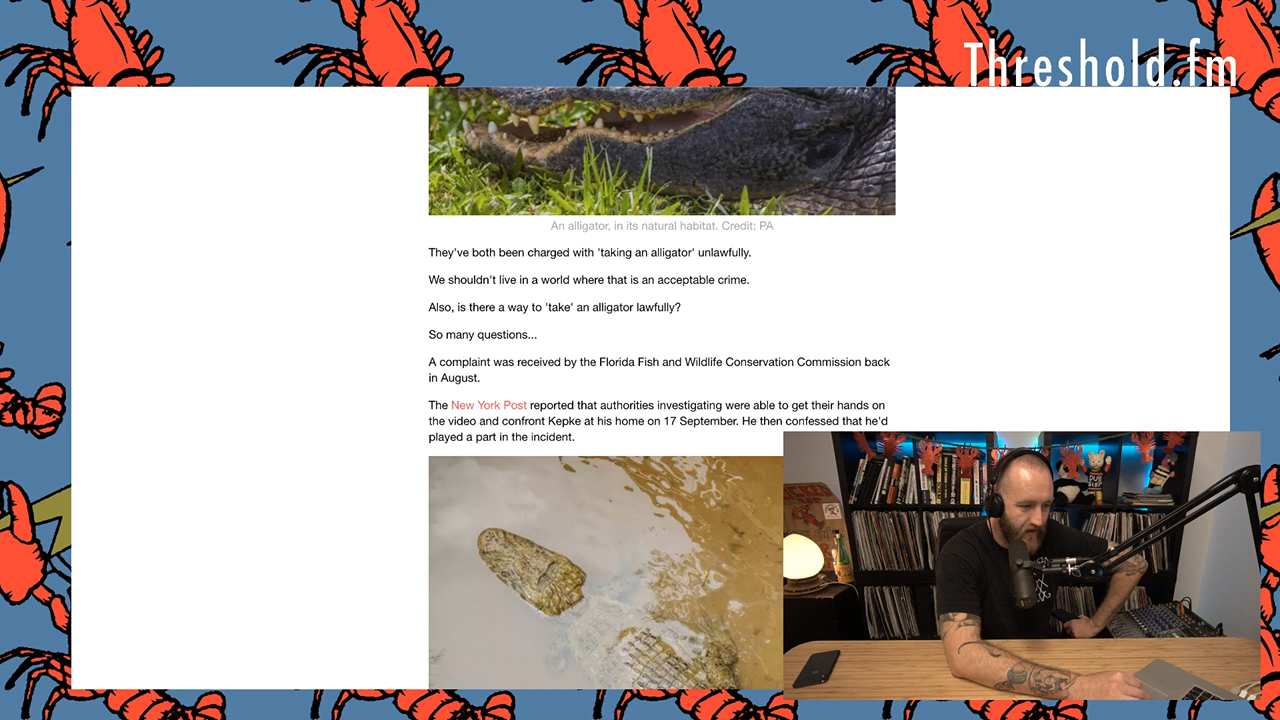 Threshold.fm
An alligator, in its natural habitat. Credit: PA
They've both been charged with 'taking an alligator' unlawfully.
We shouldn't live in a world where that is an acceptable crime.
Also, is there a way to 'take' an alligator lawfully?
So many questions...
A complaint was received by the Florida Fish and Wildlife Conservation Commission back
in August.
The New York Post reported that authorities investigating were able to get their hands on
the video and confront Kepke at his home on 17 September. He then confessed that he'd
played a part in the incident.